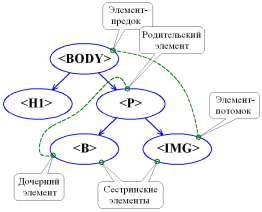 Элемент-
предок
Родительский
элемент
<BODY>
<H1>
<P>
Элемент-
потомок
<B>
<IMG>
Дочерний
элемент
Сестринские
элементы